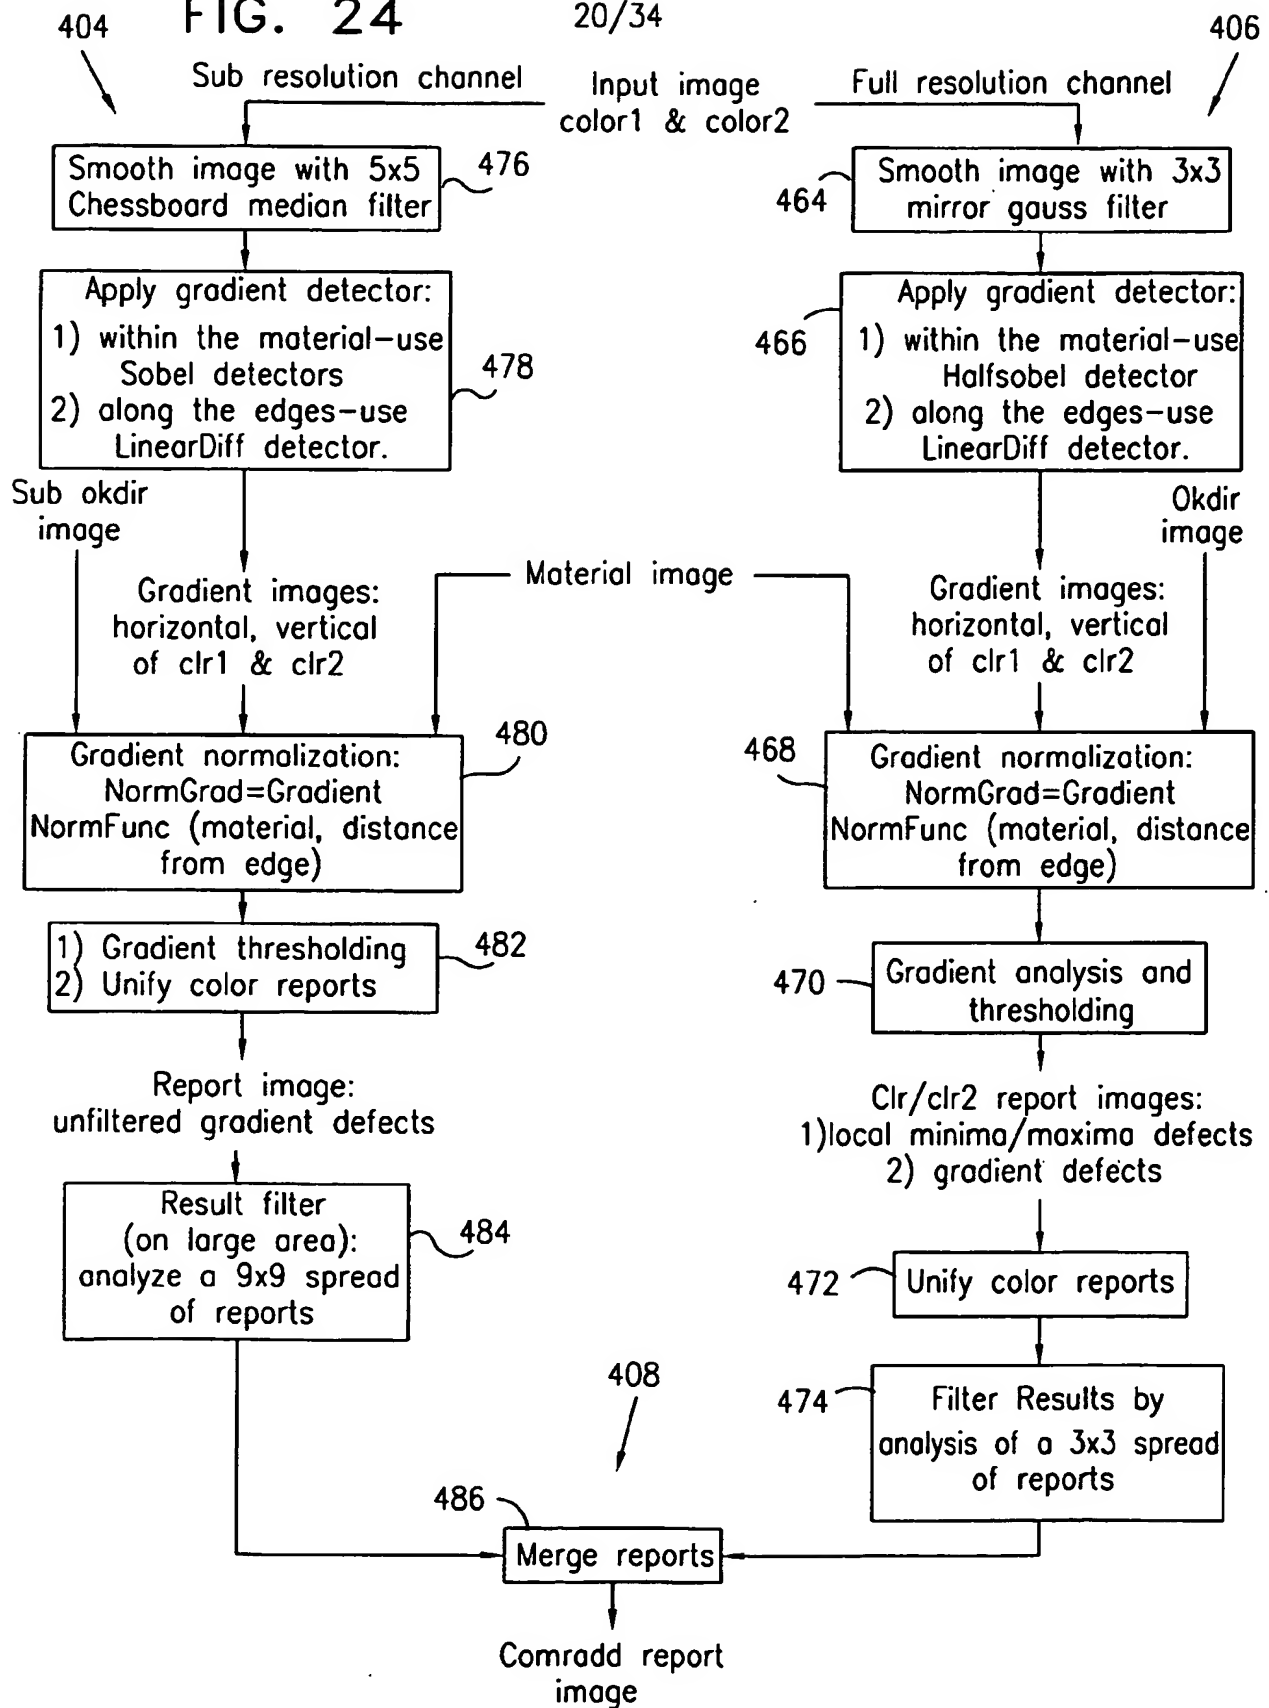 FIG. 24
20/34
404
406
Sub resolution channel
Input image
color1 & color2
Full resolution channel
Smooth image with 5x5
Chessboard median filter
476
464
Smooth image with 3x3
mirror gauss filter
Apply gradient detector:
1) within the material-use
Sobel detectors
2) along the edges-use
LinearDiff detector.
478
466
Apply gradient detector:
1) within the material-use
Halfsobel detector
2) along the edges-use
LinearDiff detector.
Sub okdir
image
Okdir
image
Gradient images:
horizontal, vertical
of clr1 & clr2
Material image
Gradient images:
horizontal, vertical
of clr1 & clr2
Gradient normalization:
NormGrad=Gradient
NormFunc (material, distance
from edge)
480
468
Gradient normalization:
NormGrad=Gradient
NormFunc (material, distance
from edge)
1) Gradient thresholding
2) Unify color reports
482
470
Gradient analysis and
thresholding
Report image:
unfiltered gradient defects
Clr/clr2 report images:
1)local minima/maxima defects
2) gradient defects
Result filter
(on large area):
analyze a 9x9 spread
of reports
484
472
Unify color reports
408
474
Filter Results by
analysis of a 3x3 spread
of reports
486
Merge reports
Comradd report
image